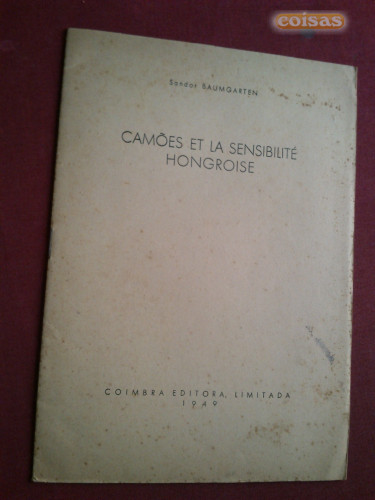 coisas
Sandor BAUMGARTEN
CAMÕES ET LA SENSIBILITÉ
HONGROISE
COIMBRA EDITORA, LIMITADA
1949